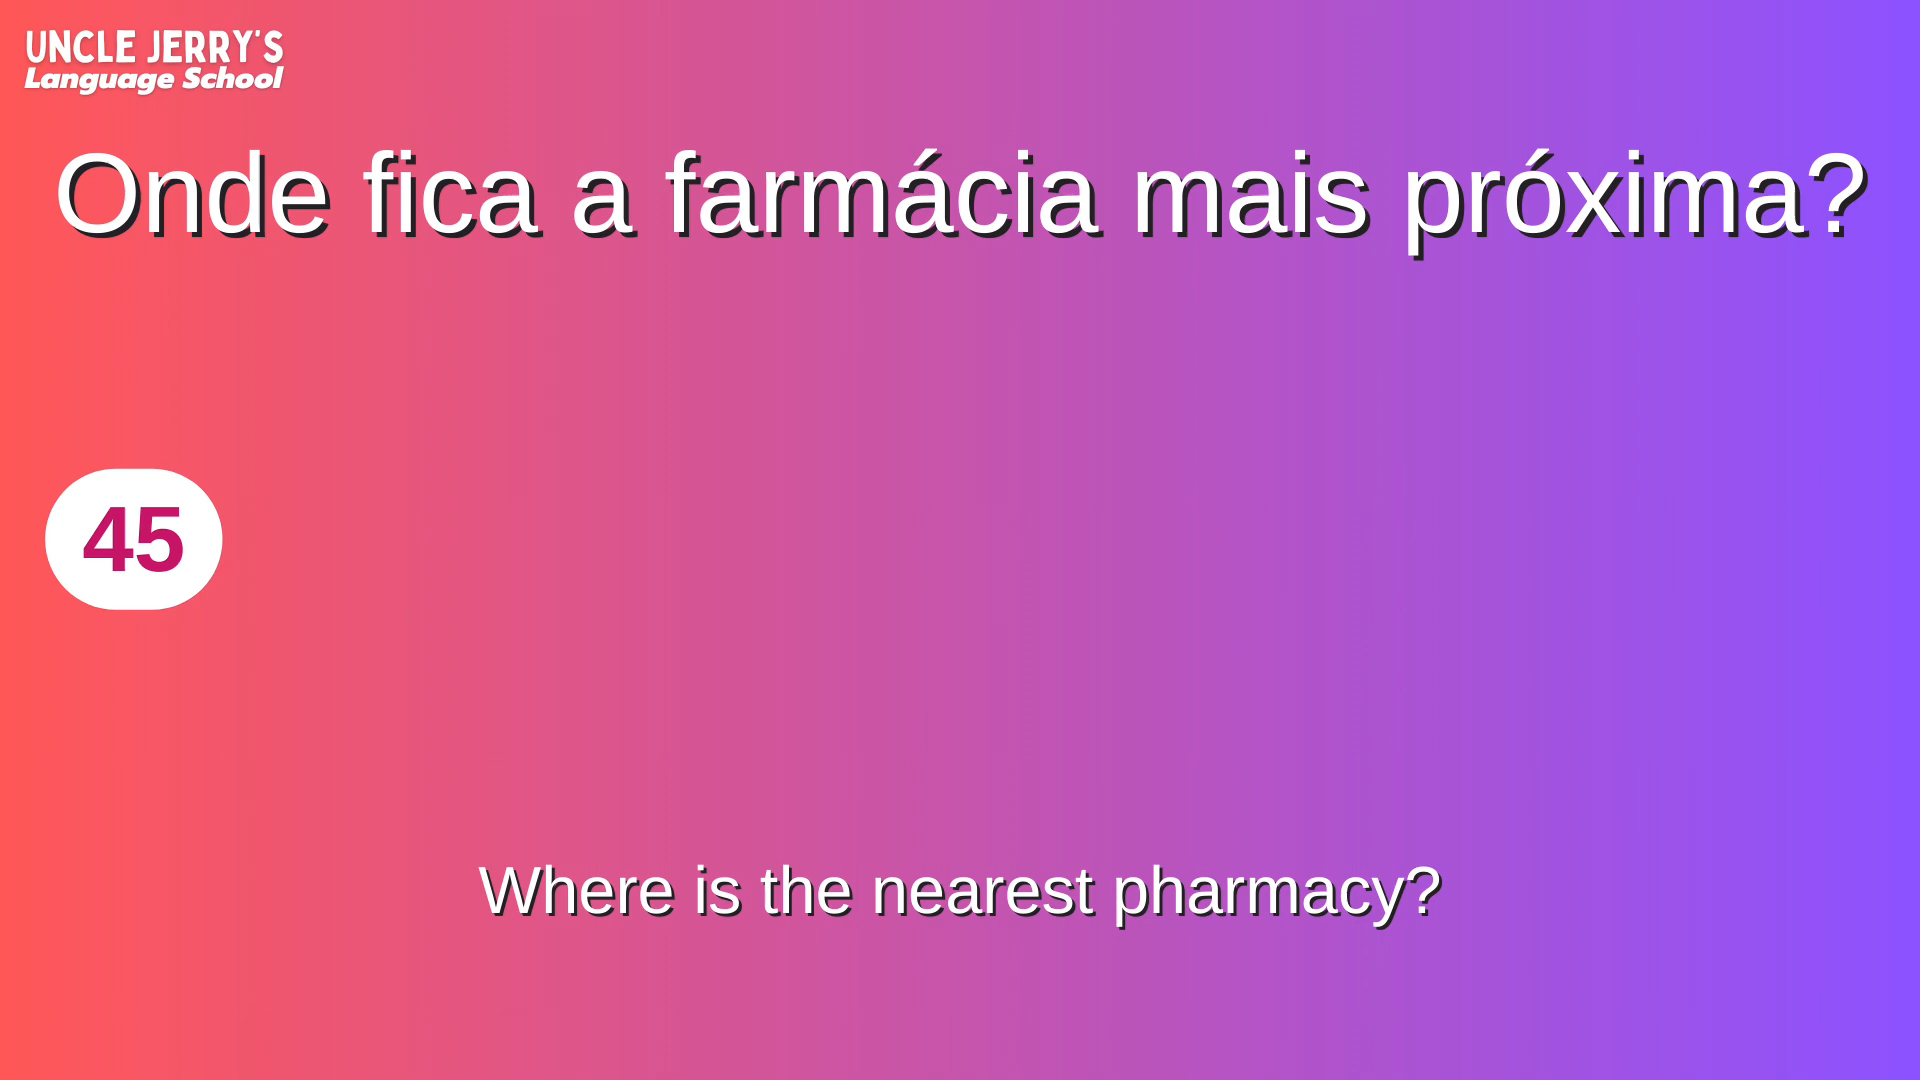 UNCLE JERRY'S
Language School
Onde fica a farmácia mais próxima?
45
Where is the nearest pharmacy?